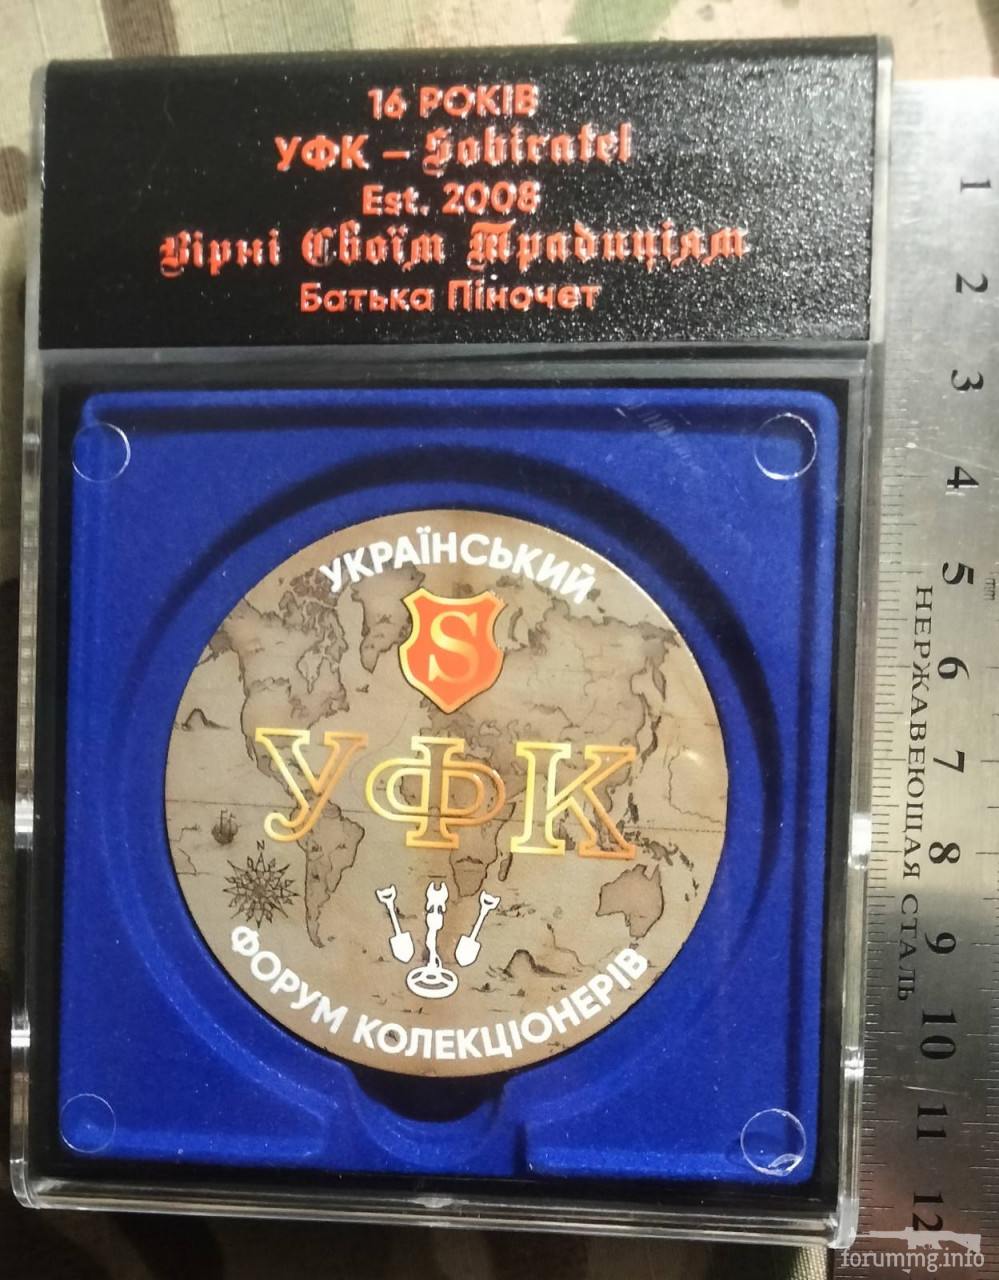 16 РОКІВ
УФК – Sobiratel
Est. 2008
Вірні Своїм Традиціям
Батька Піночет
УКРАЇНСЬКИЙ
S
УФК
N
ФОРУМ КОЛЕКЦІОНЕРІВ
1
2
3
4
5
6
7
8
9
10
11
12
mm
НЕРЖАВЕЮЩАЯ СТАЛЬ
forummg.info